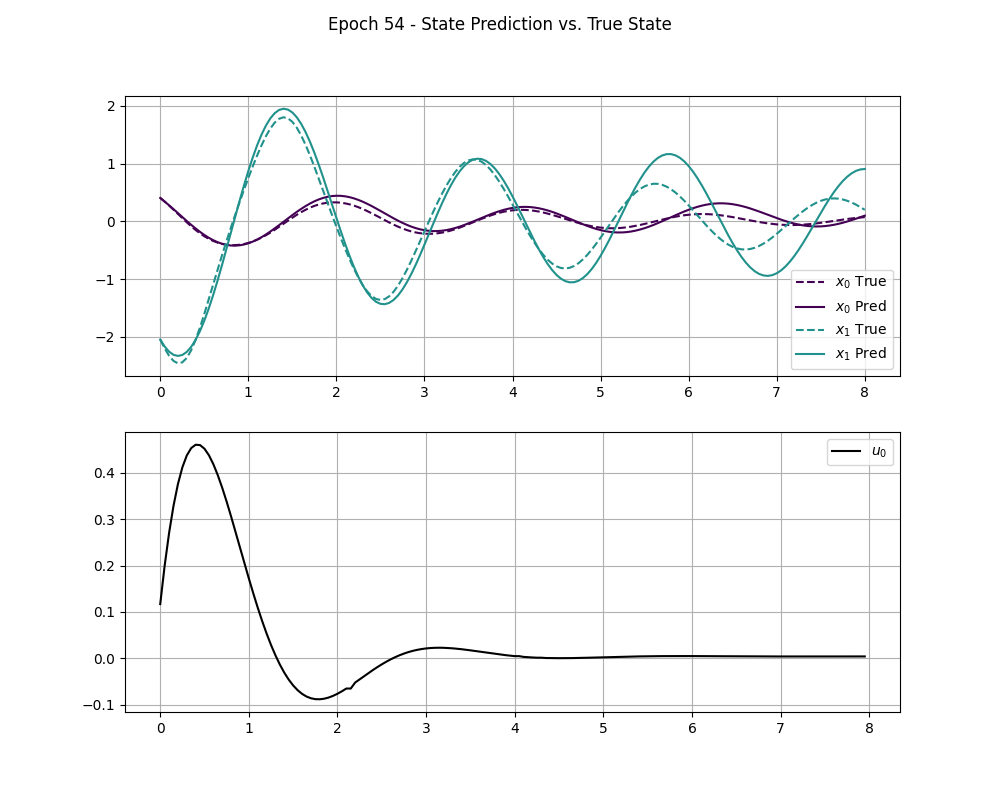 Epoch 54 - State Prediction vs. True State
2
1
0
−1
−2
x₀ True
x₀ Pred
x₁ True
x₁ Pred
0 1 2 3 4 5 6 7 8
0.4
0.3
0.2
0.1
0.0
−0.1
u₀
0 1 2 3 4 5 6 7 8